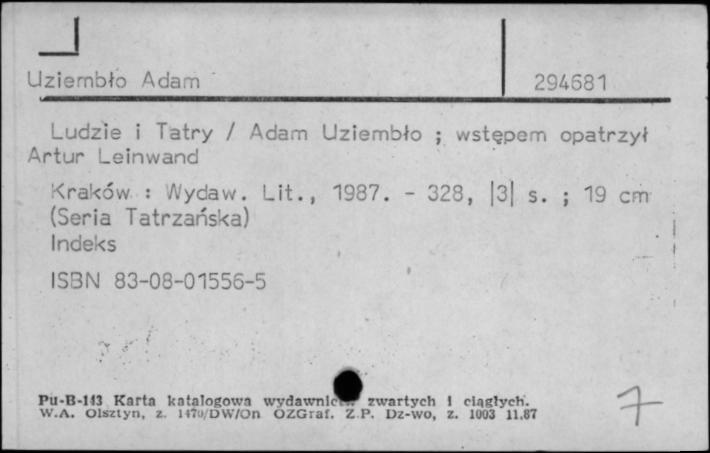 Uziembło Adam 294681
Ludzie i Tatry / Adam Uziembło ; wstępem opatrzył
Artur Leinwand
Kraków : Wydaw. Lit., 1987. - 328, |3| s. ; 19 cm
(Seria Tatrzańska)
Indeks
ISBN 83-08-01556-5
Pu-B-143 Karta katalogowa zwartych i ciągłych.
W.A. Olsztyn, z. 1470/DW/On OZGraf. Z.P. Dz-wo, z. 1003 11.87
7